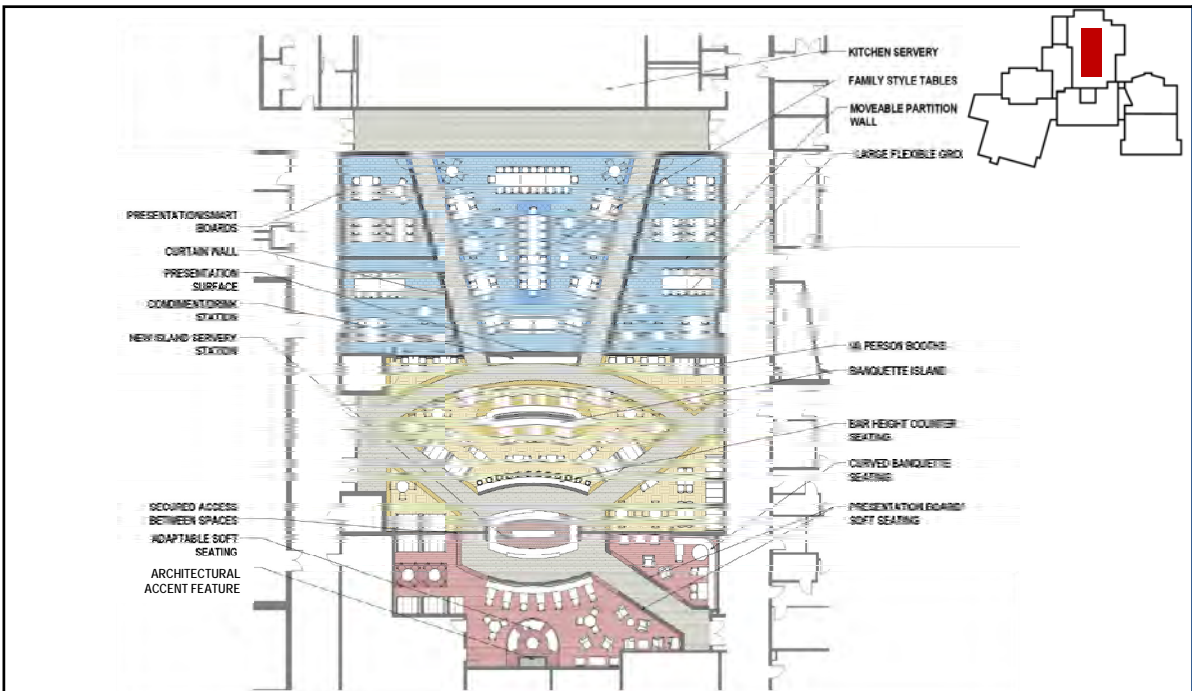 KITCHEN SERVERY
FAMILY STYLE TABLES
MOVEABLE PARTITION
WALL
LARGE FLEXIBLE
PRESENTATION/SMART
BOARDS
CURTAIN WALL
PRESENTATION
SURFACE
CONDIMENT/DRINK
STATION
NEW ISLAND SERVERY
STATION
PERSON BOOTHS
BANQUETTE ISLAND
BAR HEIGHT COUNTER
SEATING
CURVED BANQUETTE
SEATING
PRESENTATION BOARD/
SOFT SEATING
SECURED ACCESS
BETWEEN SPACES
ADAPTABLE SOFT
SEATING
ARCHITECTURAL
ACCENT FEATURE